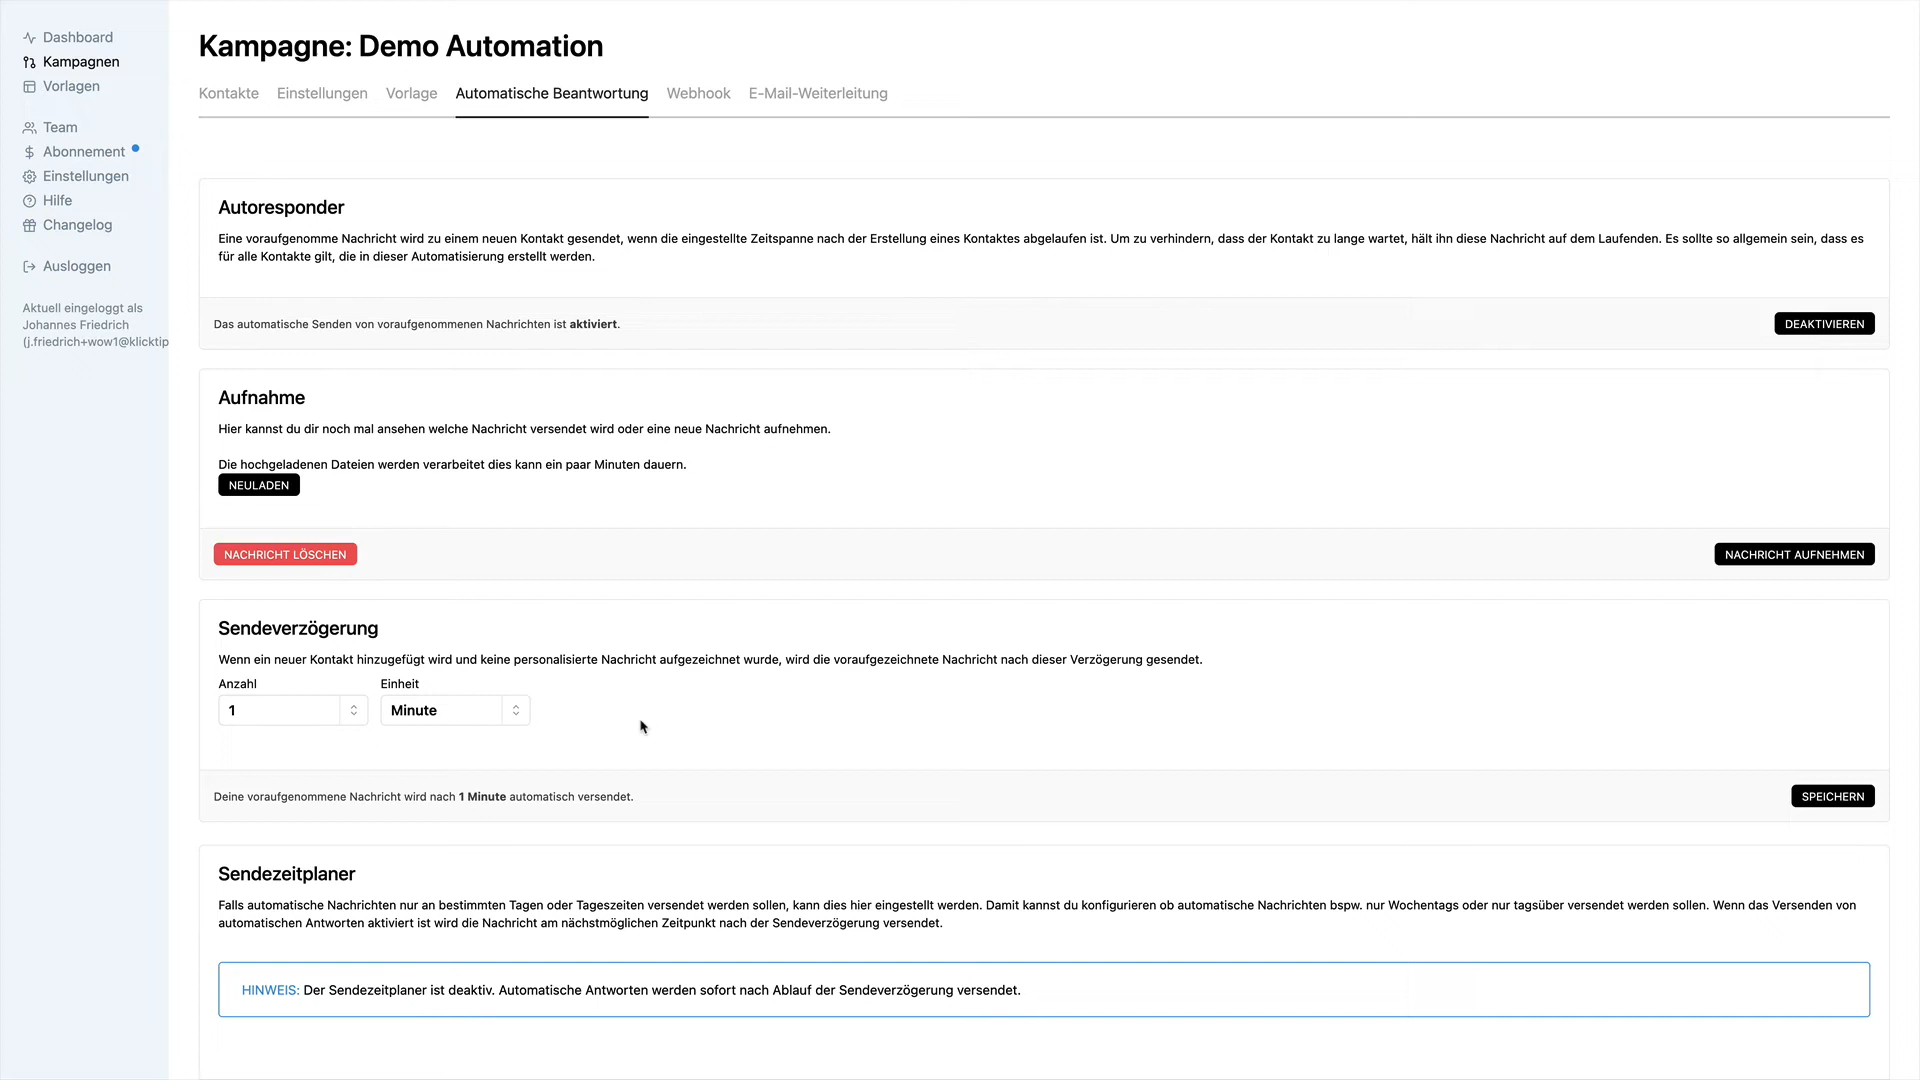 Dashboard
Kampagnen
Vorlagen
Team
Abonnement
Einstellungen
Hilfe
Changelog
Ausloggen
Aktuell eingeloggt als
Johannes Friedrich
(j.friedrich+wow1@klicktip
Kampagne: Demo Automation
Kontakte Einstellungen Vorlage Automatische Beantwortung Webhook E-Mail-Weiterleitung
Autoresponder
Eine voraufgenomme Nachricht wird zu einem neuen Kontakt gesendet, wenn die eingestellte Zeitspanne nach der Erstellung eines Kontaktes abgelaufen ist. Um zu verhindern, dass der Kontakt zu lange wartet, hält ihn diese Nachricht auf dem Laufenden. Es sollte so allgemein sein, dass es
für alle Kontakte gilt, die in dieser Automatisierung erstellt werden.
Das automatische Senden von voraufgenommenen Nachrichten ist aktiviert.
DEAKTIVIEREN
Aufnahme
Hier kannst du dir noch mal ansehen welche Nachricht versendet wird oder eine neue Nachricht aufnehmen.
Die hochgeladenen Dateien werden verarbeitet dies kann ein paar Minuten dauern.
NEULADEN
NACHRICHT LÖSCHEN
NACHRICHT AUFNEHMEN
Sendeverzögerung
Wenn ein neuer Kontakt hinzugefügt wird und keine personalisierte Nachricht aufgezeichnet wurde, wird die voraufgezeichnete Nachricht nach dieser Verzögerung gesendet.
Anzahl Einheit
1 Minute
Deine voraufgenommene Nachricht wird nach 1 Minute automatisch versendet.
SPEICHERN
Sendezeitplaner
Falls automatische Nachrichten nur an bestimmten Tagen oder Tageszeiten versendet werden sollen, kann dies hier eingestellt werden. Damit kannst du konfigurieren ob automatische Nachrichten bspw. nur Wochentags oder nur tagsüber versendet werden sollen. Wenn das Versenden von
automatischen Antworten aktiviert ist wird die Nachricht am nächstmöglichen Zeitpunkt nach der Sendeverzögerung versendet.
HINWEIS: Der Sendezeitplaner ist deaktiv. Automatische Antworten werden sofort nach Ablauf der Sendeverzögerung versendet.